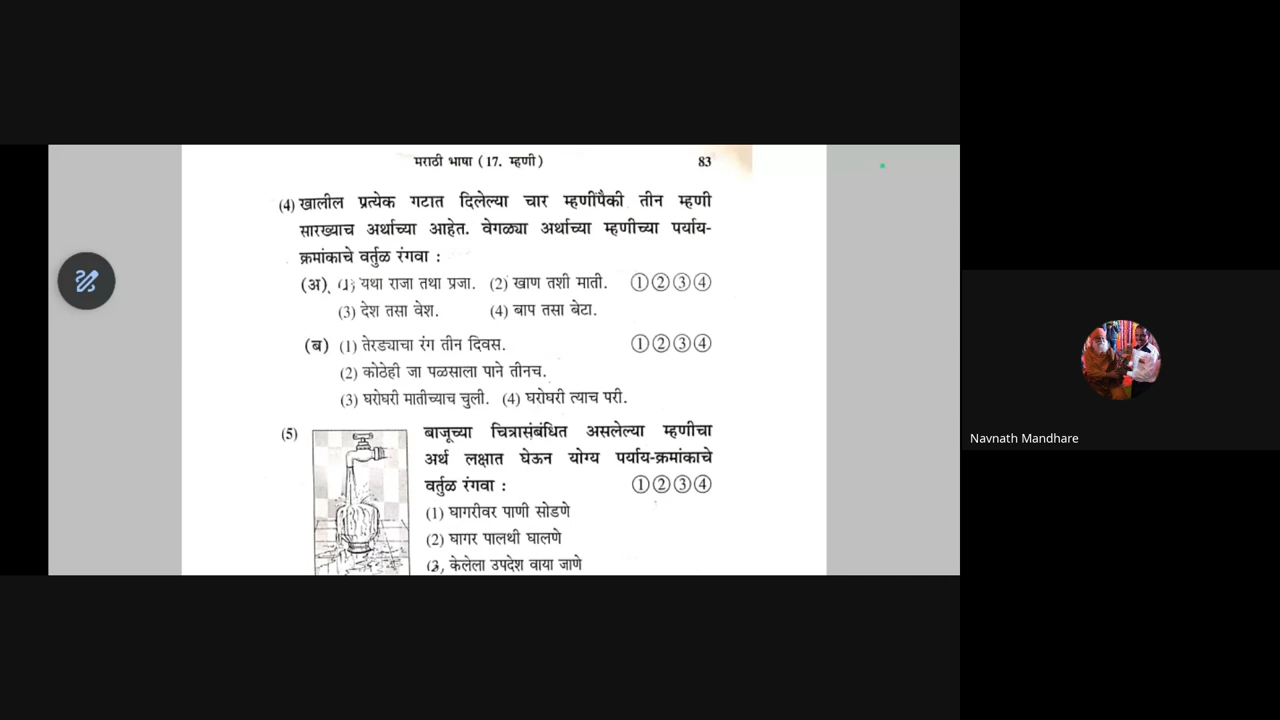 मराठी भाषा (17. म्हणी) 83
(4) खालील प्रत्येक गटात दिलेल्या चार म्हणींपैकी तीन म्हणी
सारख्याच अर्थाच्या आहेत. वेगळ्या अर्थाच्या म्हणीच्या पर्याय-
क्रमांकाचे वर्तुळ रंगवा :
(अ) (1) यथा राजा तथा प्रजा. (2) खाण तशी माती. ①②③④
(3) देश तसा वेश. (4) बाप तसा बेटा.
(ब) (1) तेरड्याचा रंग तीन दिवस. ①②③④
(2) कोठेही जा पळसाला पाने तीनच.
(3) घरोघरी मातीच्याच चुली. (4) घरोघरी त्याच परी.
(5) बाजूच्या चित्रासंबंधित असलेल्या म्हणीचा
अर्थ लक्षात घेऊन योग्य पर्याय-क्रमांकाचे
वर्तुळ रंगवा : ①②③④
(1) घागरीवर पाणी सोडणे
(2) घागर पालथी घालणे
(3) केलेला उपदेश वाया जाणे
Navnath Mandhare